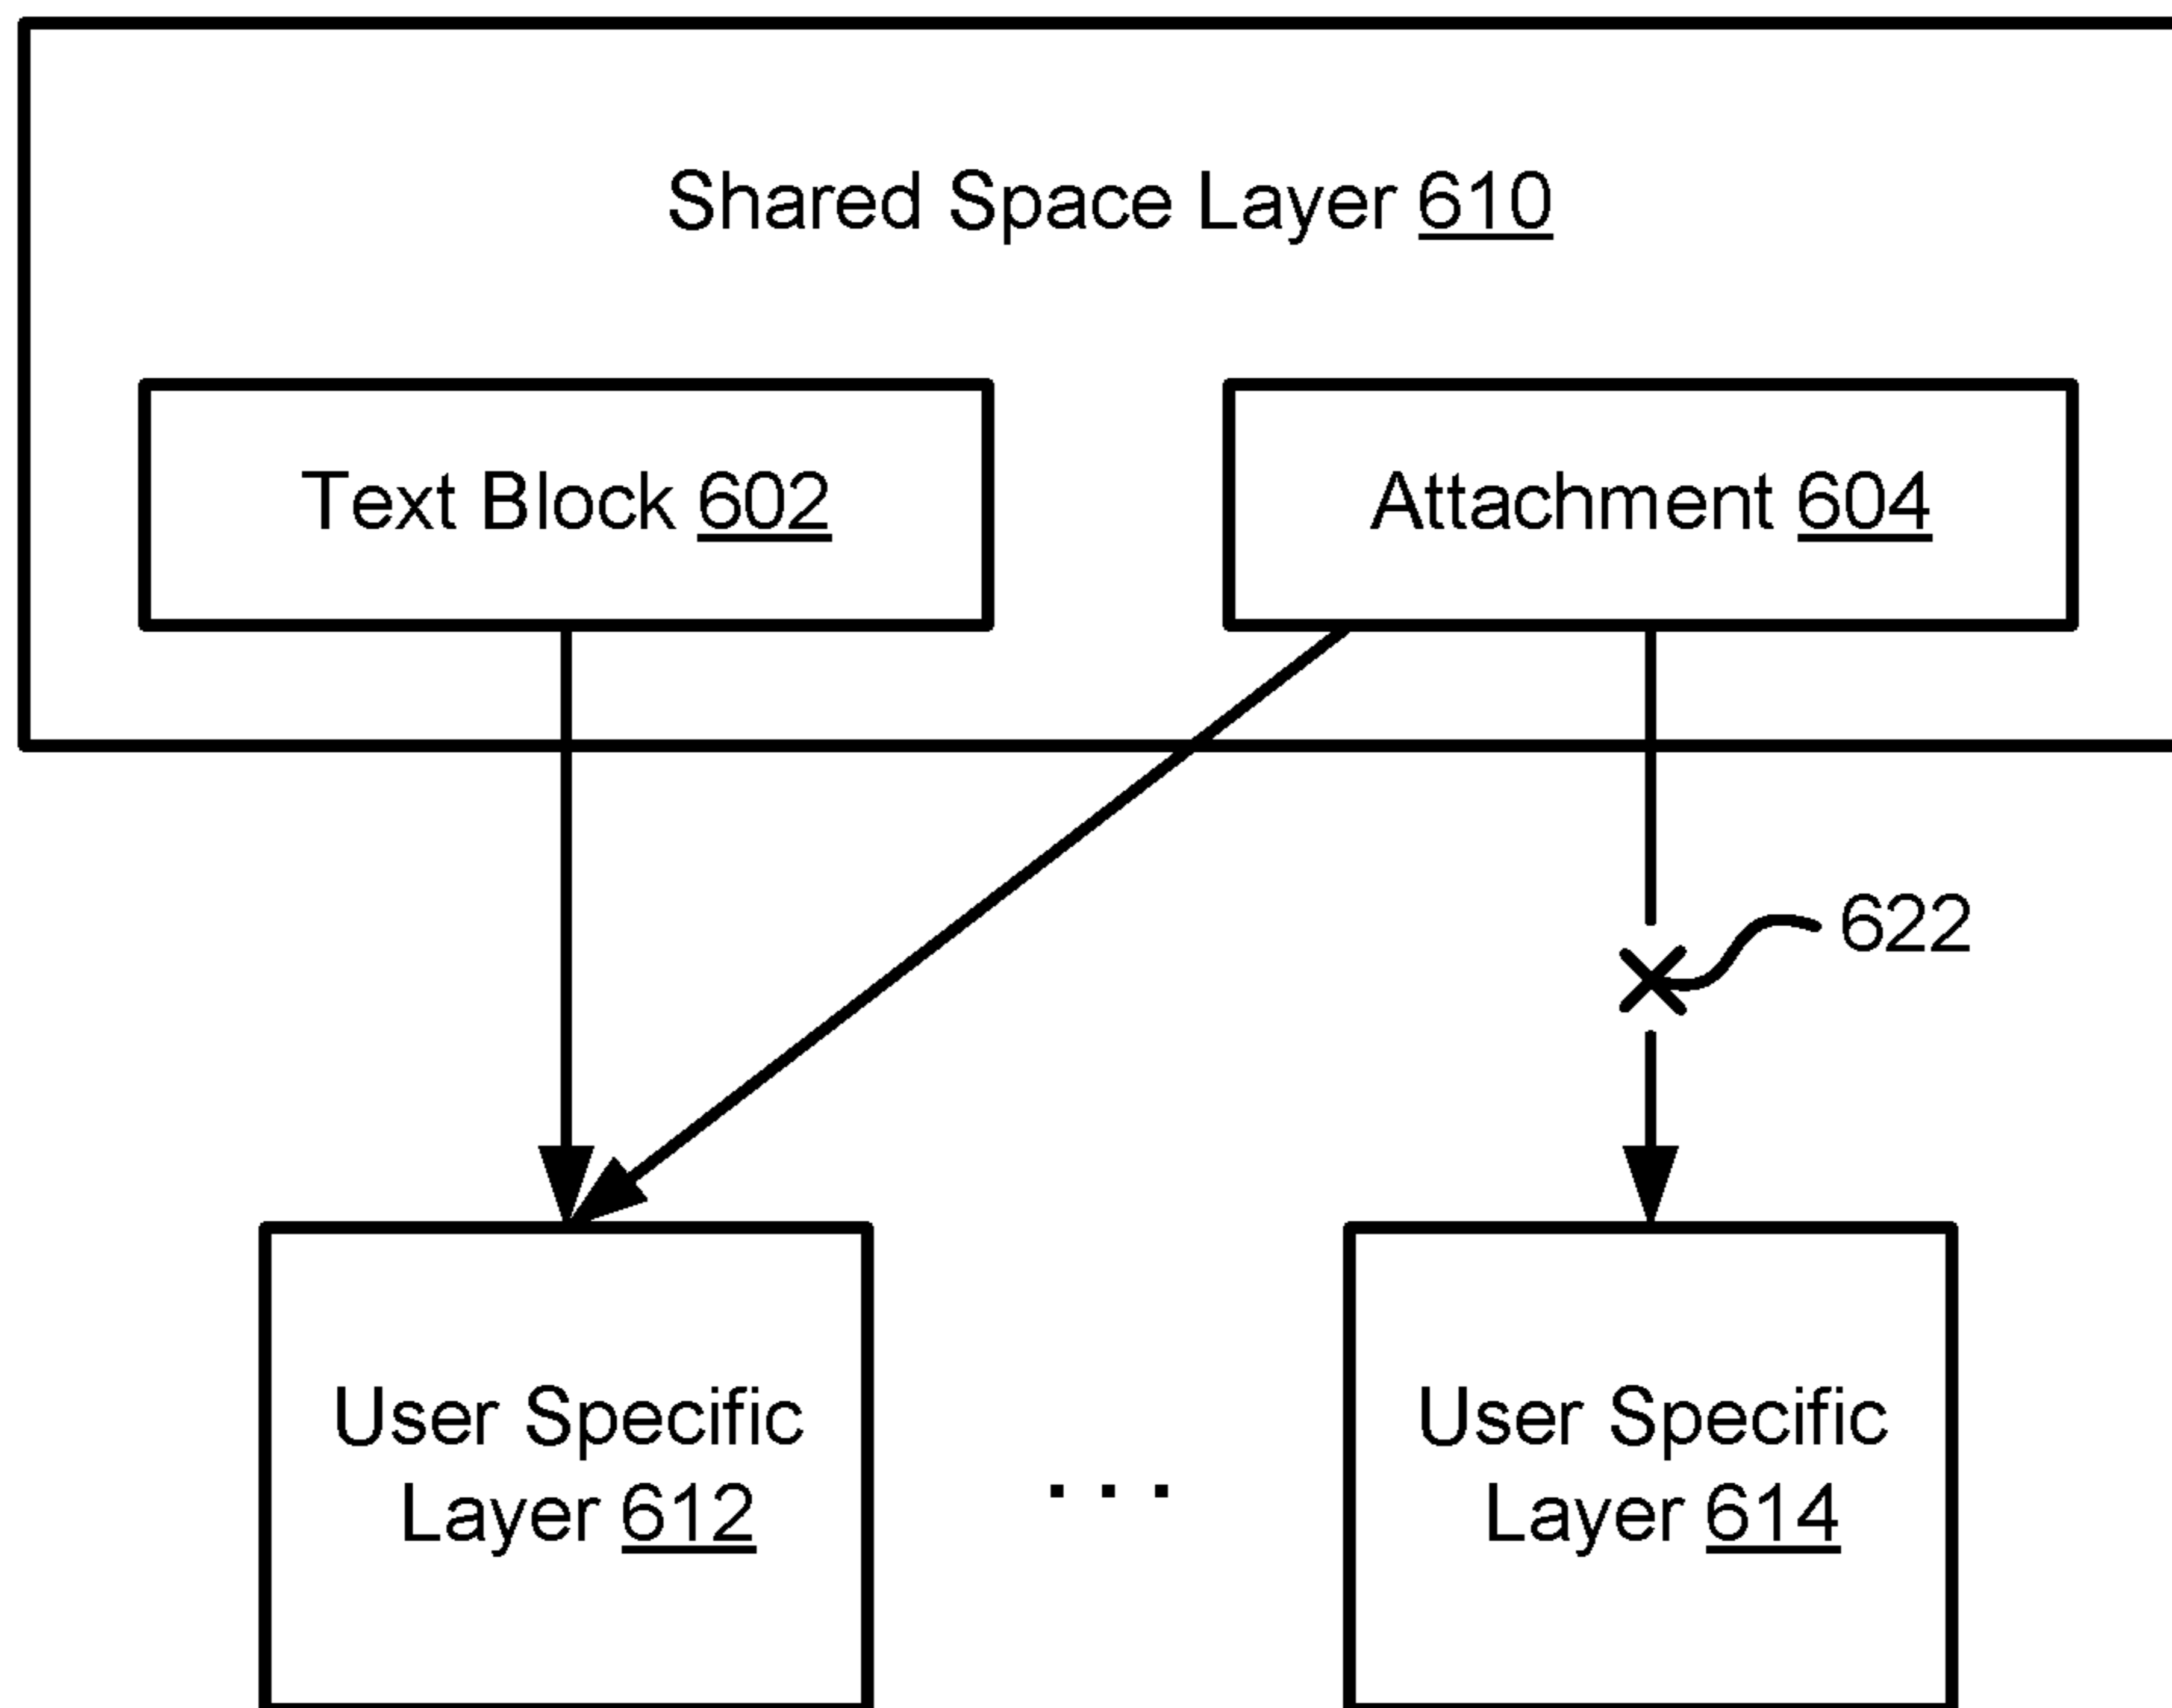 Shared Space Layer 610
Text Block 602
Attachment 604
622
User Specific
Layer 612
. . .
User Specific
Layer 614